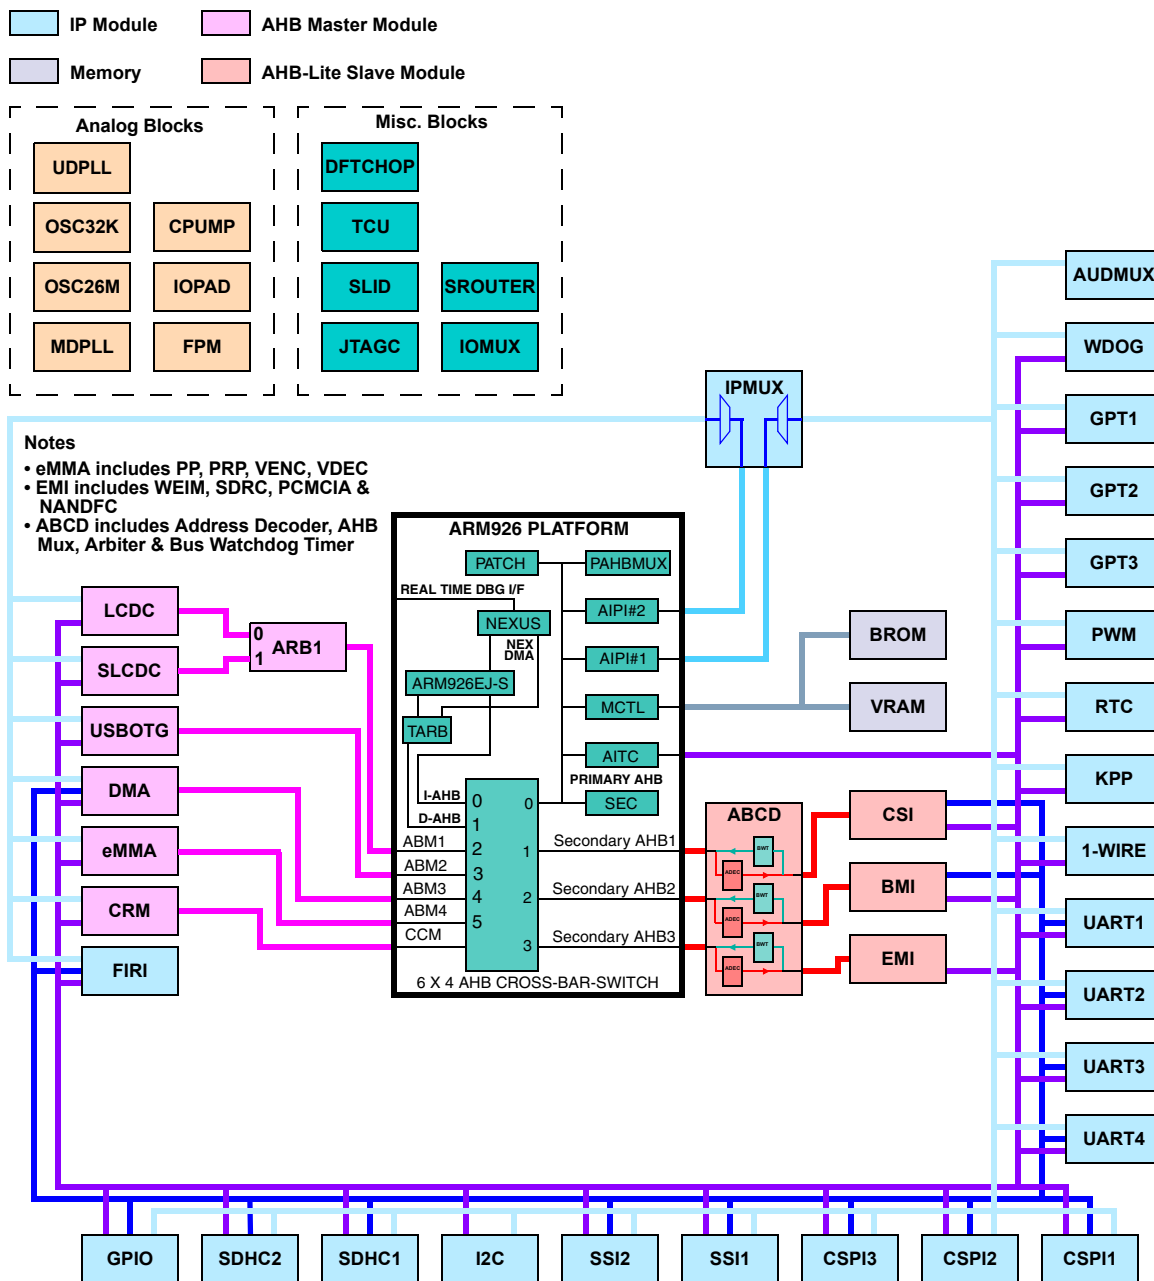 IP Module
AHB Master Module
Memory
AHB-Lite Slave Module
Analog Blocks
UDPLL
OSC32K
CPUMP
OSC26M
IOPAD
MDPLL
FPM
Misc. Blocks
DFTCHOP
TCU
SLID
SROUTER
JTAGC
IOMUX
IPMUX
Notes
• eMMA includes PP, PRP, VENC, VDEC
• EMI includes WEIM, SDRC, PCMCIA &
NANDFC
• ABCD includes Address Decoder, AHB
Mux, Arbiter & Bus Watchdog Timer
LCDC
SLCDC
USBOTG
DMA
eMMA
CRM
FIRI
0
1
ARB1
ARM926 PLATFORM
PATCH
PAHBMUX
REAL TIME DBG I/F
NEXUS
NEX
DMA
AIPI#2
AIPI#1
ARM926EJ-S
TARB
MCTL
AITC
PRIMARY AHB
SEC
I-AHB
D-AHB
ABM1
ABM2
ABM3
ABM4
CCM
0
1
2
3
4
5
0
1
2
3
Secondary AHB1
Secondary AHB2
Secondary AHB3
6 X 4 AHB CROSS-BAR-SWITCH
BROM
VRAM
ABCD
BWT
ADEC
BWT
ADEC
BWT
ADEC
CSI
BMI
EMI
AUDMUX
WDOG
GPT1
GPT2
GPT3
PWM
RTC
KPP
1-WIRE
UART1
UART2
UART3
UART4
GPIO
SDHC2
SDHC1
I2C
SSI2
SSI1
CSPI3
CSPI2
CSPI1